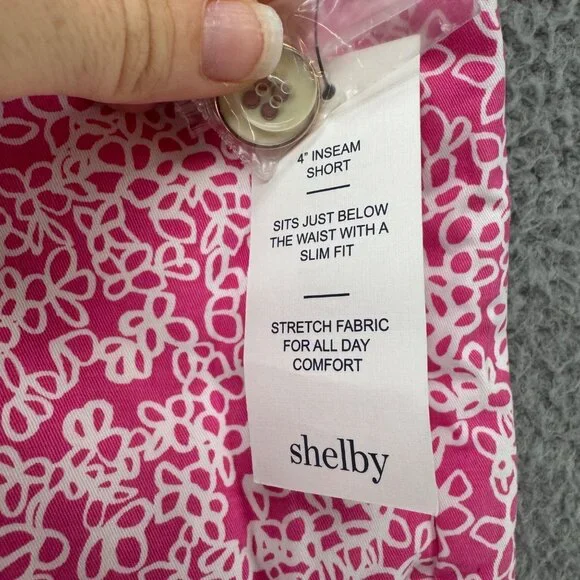 4" INSEAM
SHORT
SITS JUST BELOW
THE WAIST WITH A
SLIM FIT
STRETCH FABRIC
FOR ALL DAY
COMFORT
shelby